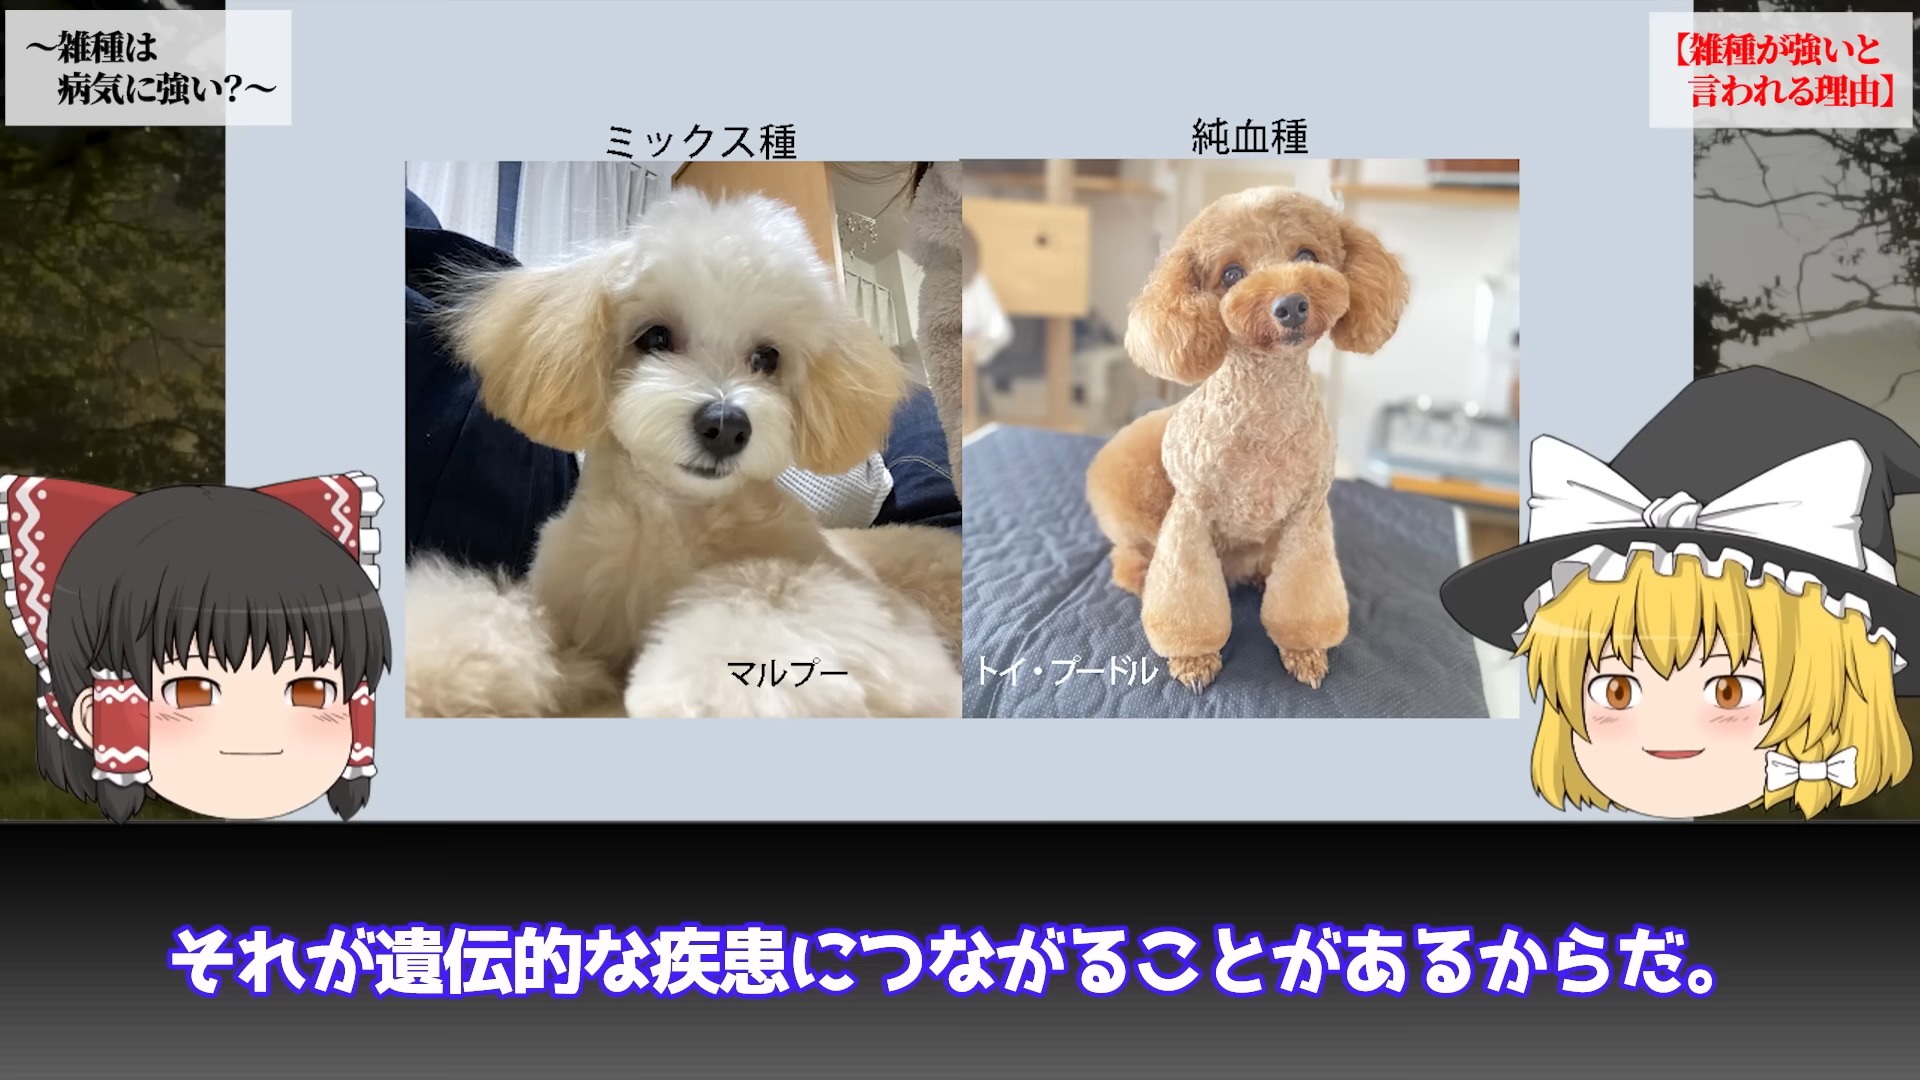 ～雑種は
病気に強い？～
【雑種が強いと
言われる理由】
ミックス種
純血種
マルプー
トイ・プードル
それが遺伝的な疾患につながることがあるからだ。